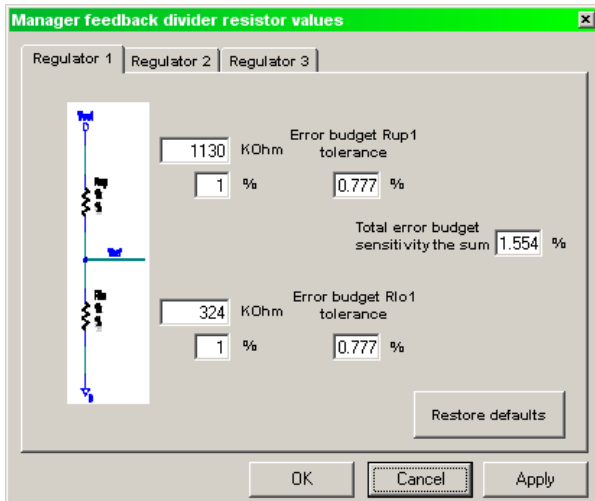 Manager feedback divider resistor values
Regulator 1
Regulator 2
Regulator 3
1130 KOhm
1 %
Error budget Rup1
tolerance
0.777 %
Total error budget
sensitivity the sum 1.554 %
324 KOhm
1 %
Error budget Rlo1
tolerance
0.777 %
Restore defaults
OK
Cancel
Apply